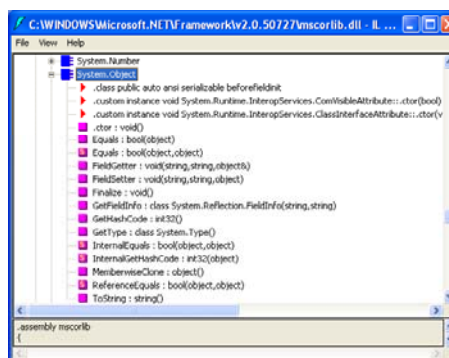 C:\WINDOWS\Microsoft.NET\Framework\v2.0.50727\mscorlib.dll - IL ...
File View Help
System.Number
System.Object
.class public auto ansi serializable beforefieldinit
.custom instance void System.Runtime.InteropServices.ComVisibleAttribute::.ctor(bool)
.custom instance void System.Runtime.InteropServices.ClassInterfaceAttribute::.ctor(v
.ctor : void()
Equals : bool(object)
Equals : bool(object,object)
FieldGetter : void(string,string,object&)
FieldSetter : void(string,string,object)
Finalize : void()
GetFieldInfo : class System.Reflection.FieldInfo(string,string)
GetHashCode : int32()
GetType : class System.Type()
InternalEquals : bool(object,object)
InternalGetHashCode : int32(object)
MemberwiseClone : object()
ReferenceEquals : bool(object,object)
ToString : string()
.assembly mscorlib
{